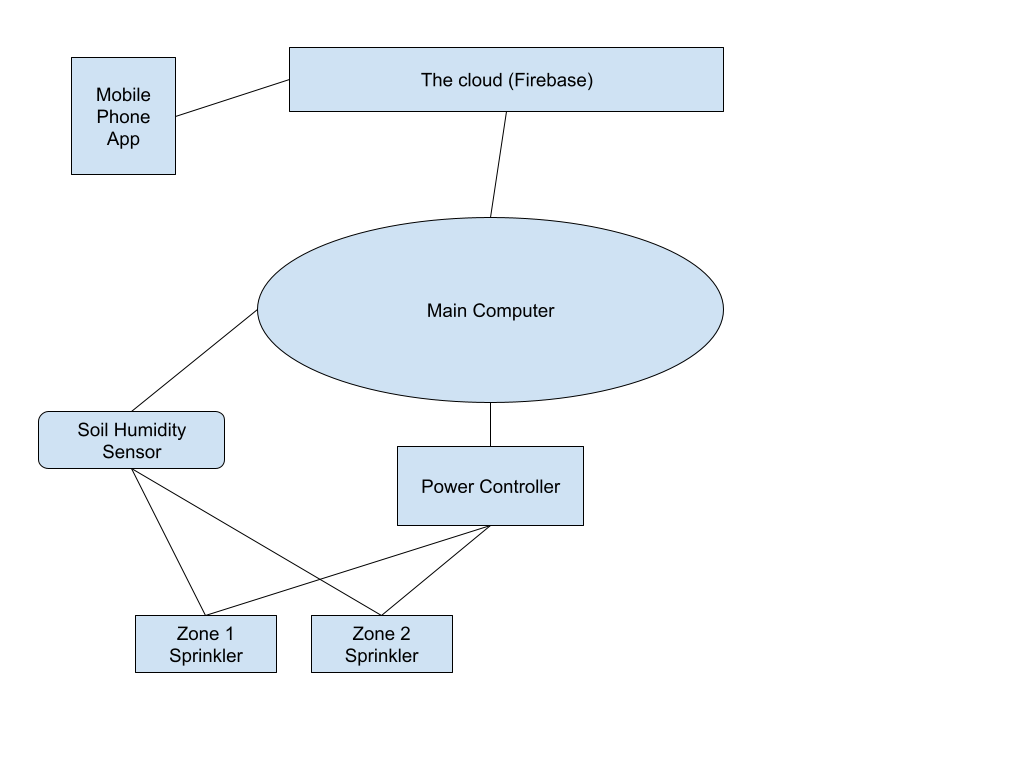 Mobile
Phone
App
The cloud (Firebase)
Main Computer
Soil Humidity
Sensor
Power Controller
Zone 1
Sprinkler
Zone 2
Sprinkler